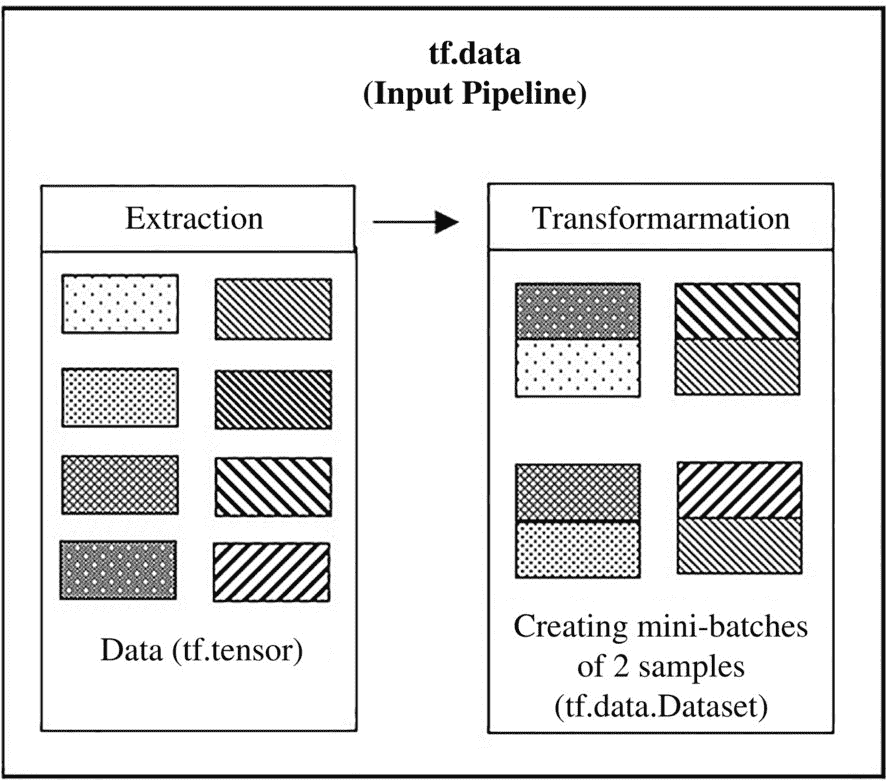 tf.data
(Input Pipeline)
Extraction
Transformarmation
Data (tf.tensor)
Creating mini-batches
of 2 samples
(tf.data.Dataset)